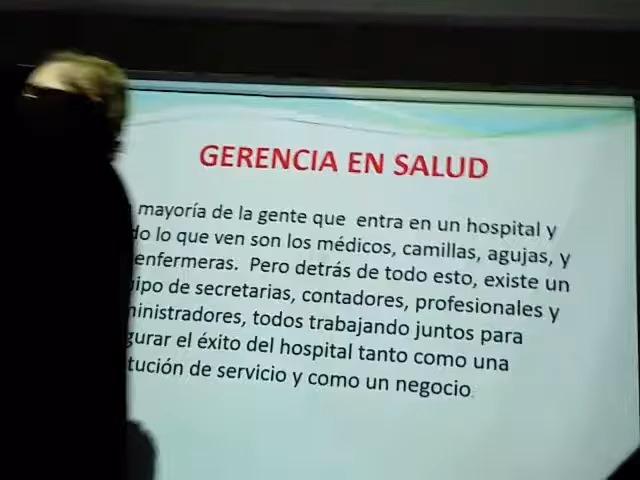 GERENCIA EN SALUD
mayoría de la gente que entra en un hospital y
lo que ven son los médicos, camillas, agujas, y
enfermeras. Pero detrás de todo esto, existe un
de secretarias, contadores, profesionales y
todos trabajando juntos para
el éxito del hospital tanto como una
de servicio y como un negocio